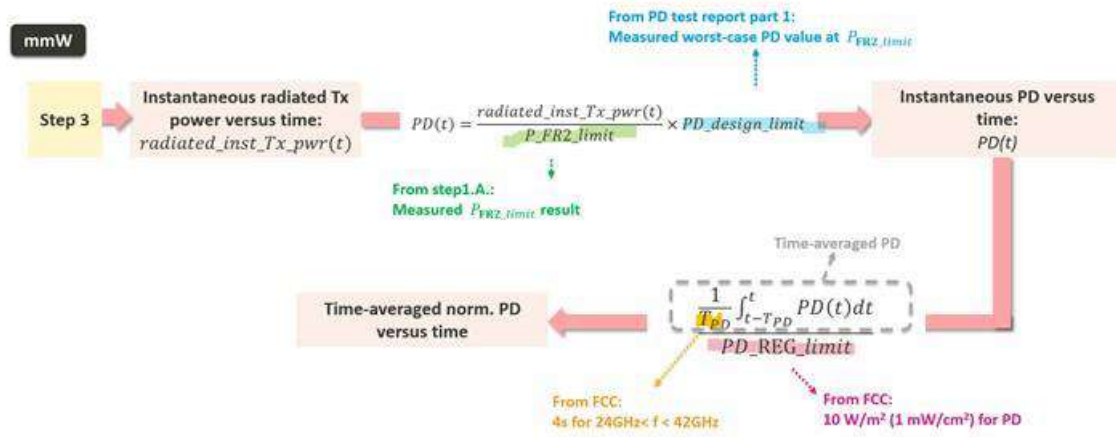 From PD test report part 1:
Measured worst-case PD value at P_FR2_limit
mmW
Step 3
Instantaneous radiated Tx
power versus time:
radiated_inst_Tx_pwr(t)
PD(t) = radiated_inst_Tx_pwr(t) / P_FR2_limit × PD_design_limit
Instantaneous PD versus
time:
PD(t)
From step1.A.:
Measured P_FR2_limit result
Time-averaged PD
Time-averaged norm. PD
versus time
1 / T_PD ∫_{t−T_PD}^{t} PD(t)dt
PD_REG_limit
From FCC:
4s for 24GHz< f < 42GHz
From FCC:
10 W/m² (1 mW/cm²) for PD